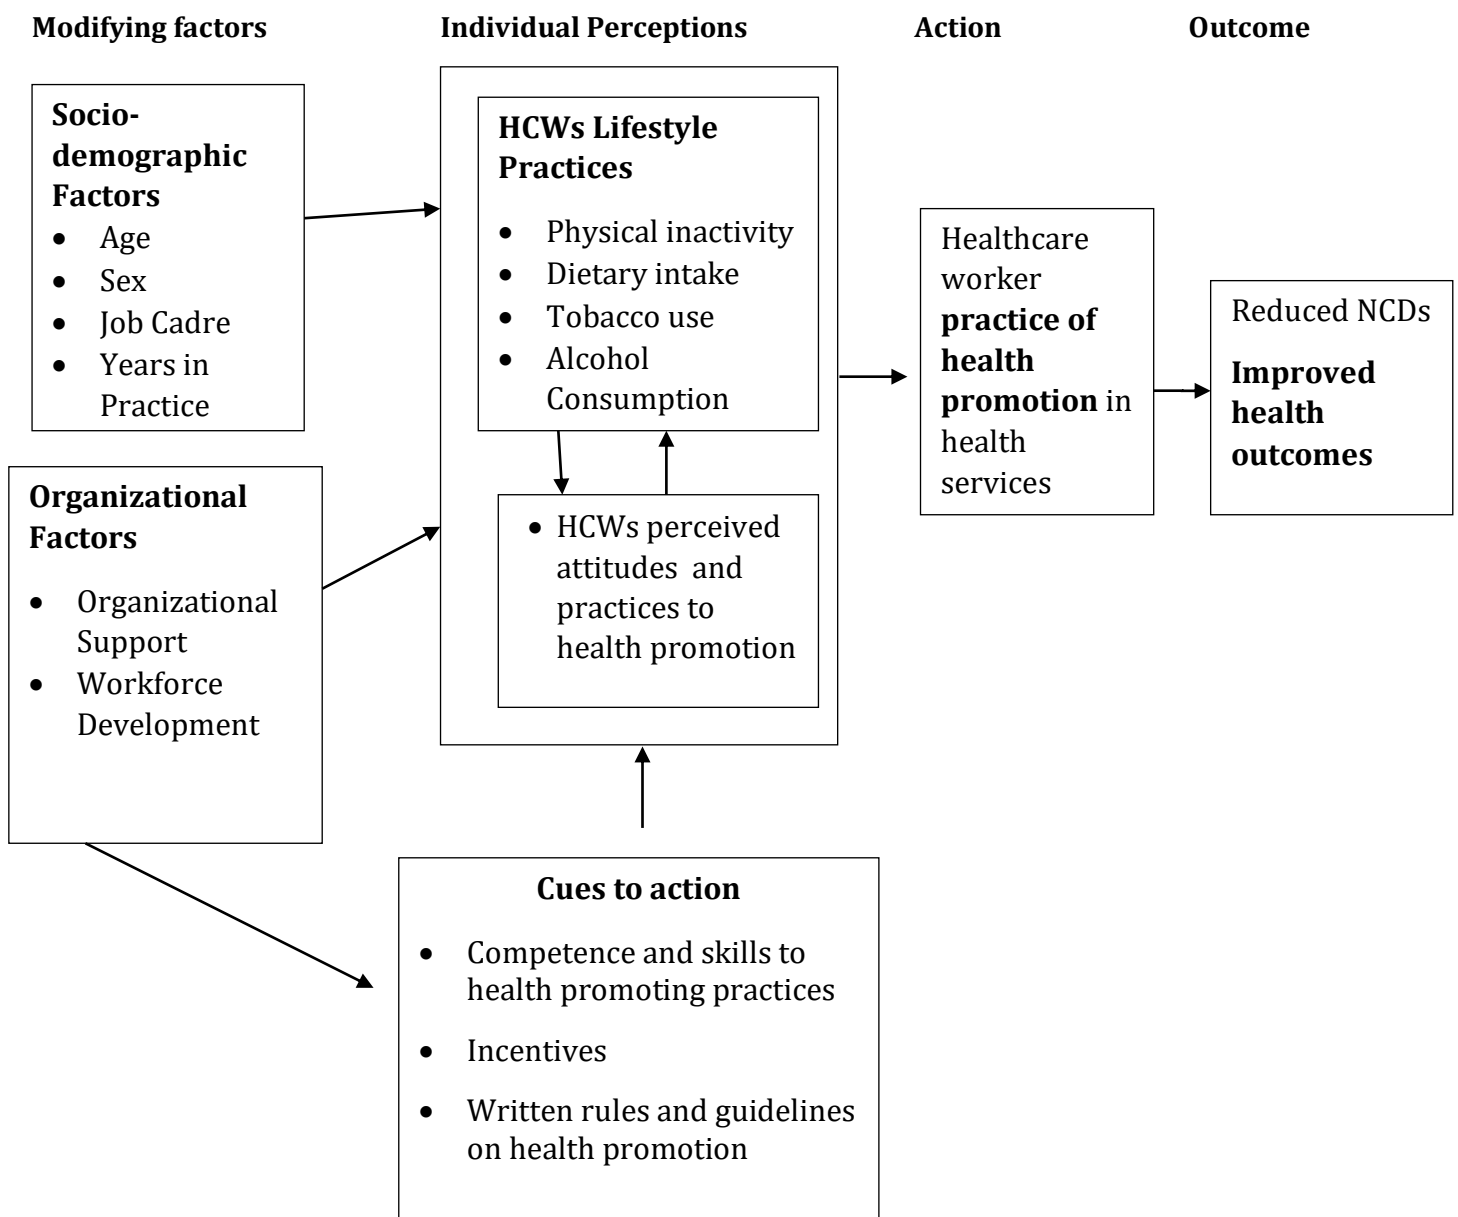 Modifying factors
Individual Perceptions
Action
Outcome
Socio-
demographic
Factors
• Age
• Sex
• Job Cadre
• Years in
Practice
Organizational
Factors
• Organizational
Support
• Workforce
Development
HCWs Lifestyle
Practices
• Physical inactivity
• Dietary intake
• Tobacco use
• Alcohol
Consumption
• HCWs perceived
attitudes and
practices to
health promotion
Cues to action
• Competence and skills to
health promoting practices
• Incentives
• Written rules and guidelines
on health promotion
Healthcare
worker
practice of
health
promotion in
health
services
Reduced NCDs
Improved
health
outcomes